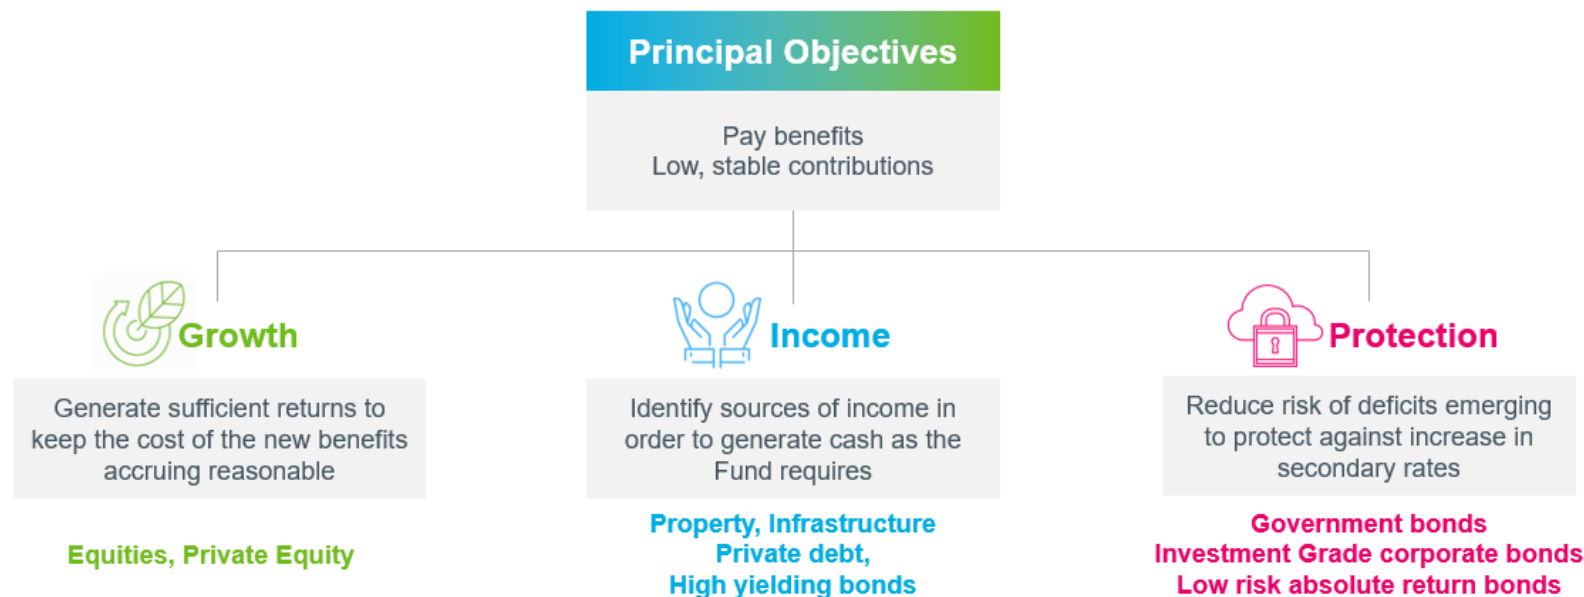 Principal Objectives
Pay benefits
Low, stable contributions
Growth
Generate sufficient returns to
keep the cost of the new benefits
accruing reasonable
Equities, Private Equity
Income
Identify sources of income in
order to generate cash as the
Fund requires
Property, Infrastructure
Private debt,
High yielding bonds
Protection
Reduce risk of deficits emerging
to protect against increase in
secondary rates
Government bonds
Investment Grade corporate bonds
Low risk absolute return bonds